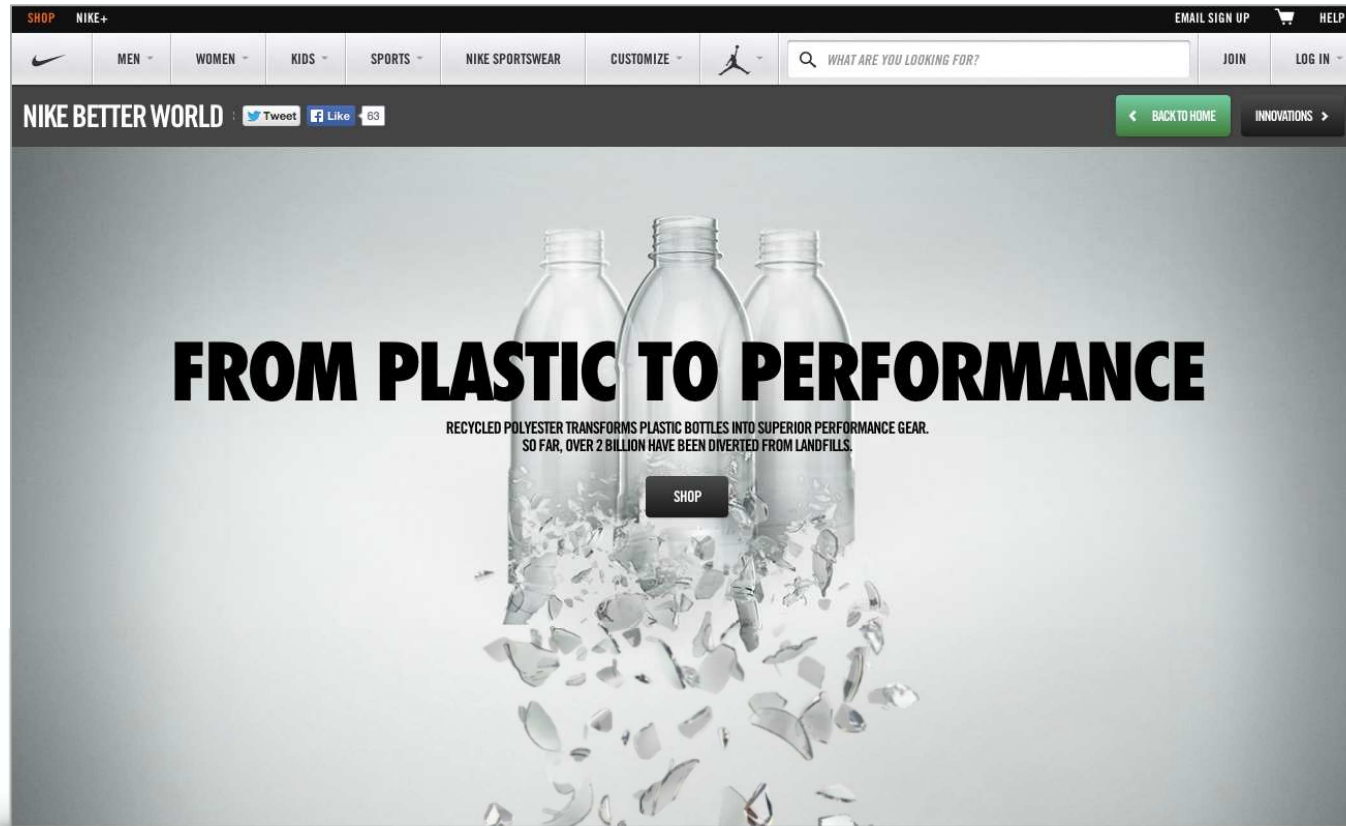 SHOP NIKE+ EMAIL SIGN UP HELP
MEN WOMEN KIDS SPORTS NIKE SPORTSWEAR CUSTOMIZE WHAT ARE YOU LOOKING FOR? JOIN LOG IN
NIKE BETTER WORLD Tweet Like 63 BACK TO HOME INNOVATIONS
FROM PLASTIC TO PERFORMANCE
RECYCLED POLYESTER TRANSFORMS PLASTIC BOTTLES INTO SUPERIOR PERFORMANCE GEAR.
SO FAR, OVER 2 BILLION HAVE BEEN DIVERTED FROM LANDFILLS.
SHOP